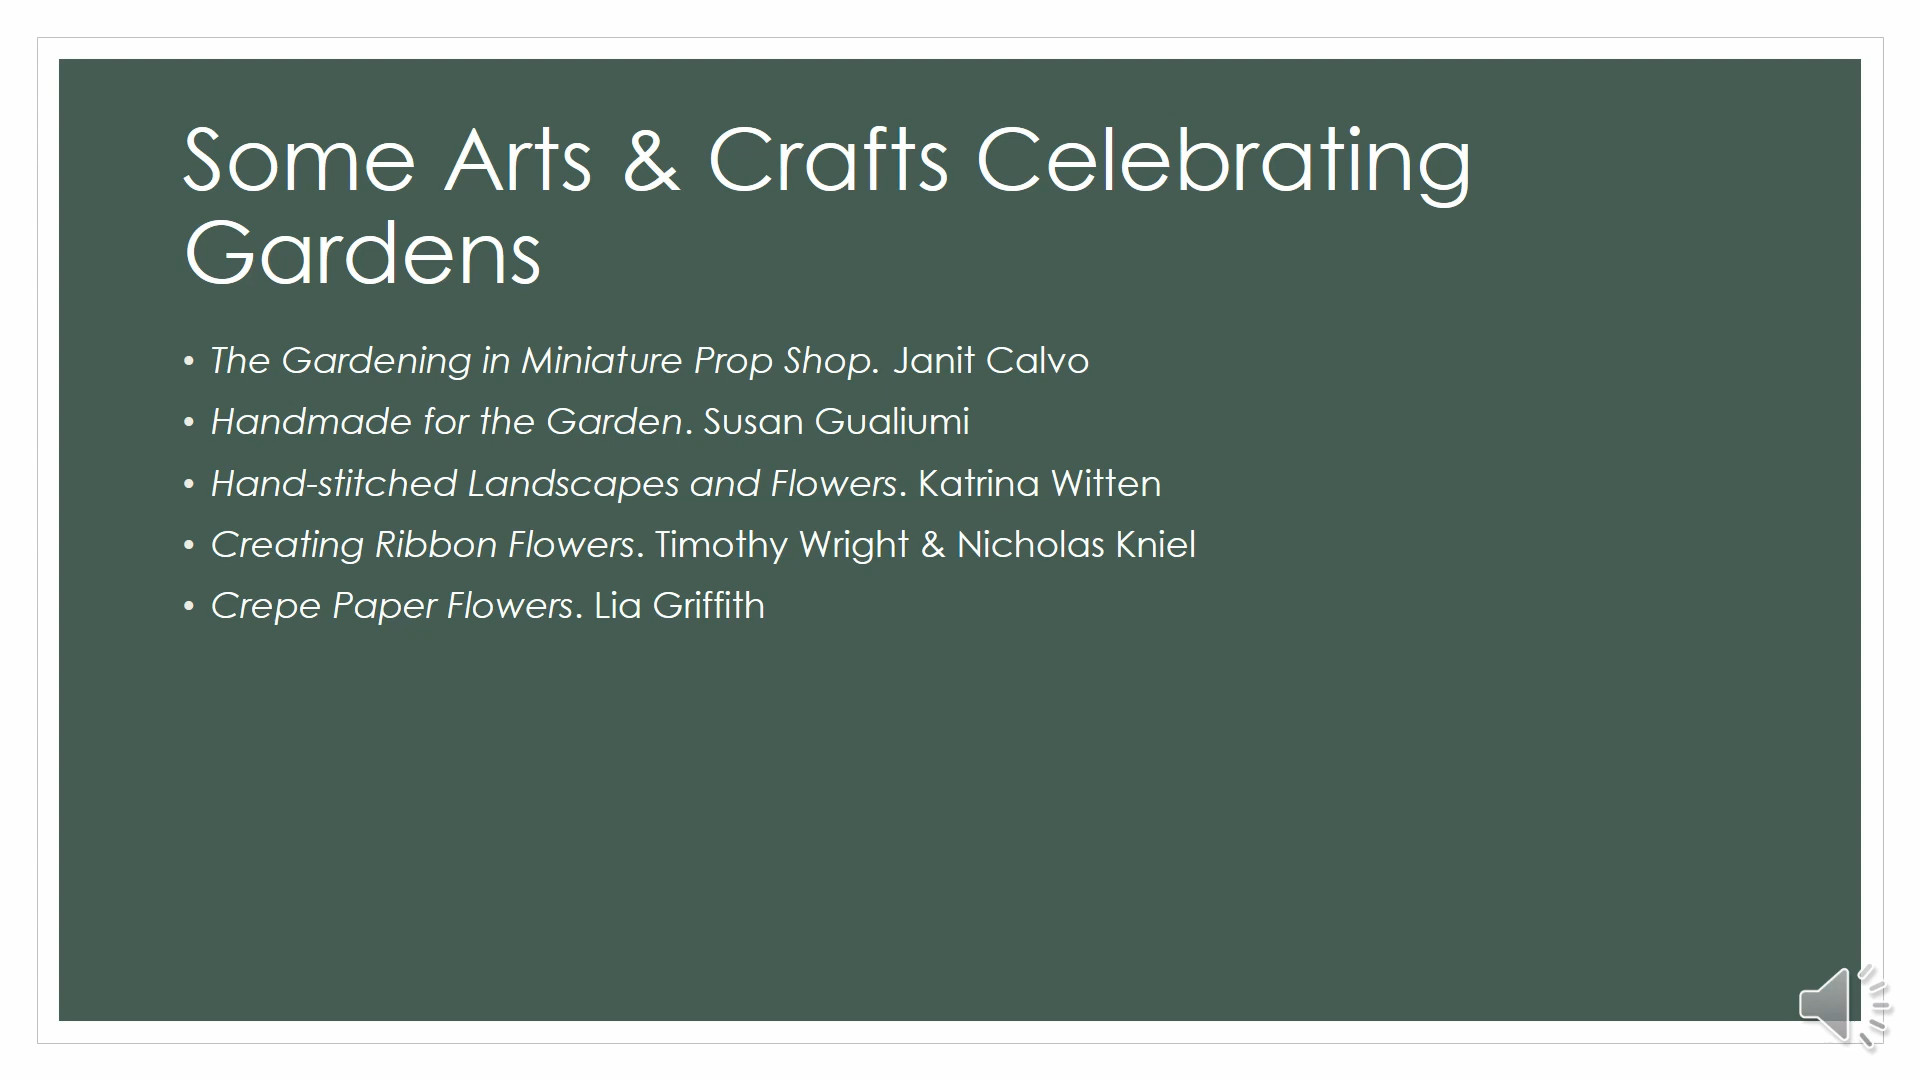 Some Arts & Crafts Celebrating
Gardens
• The Gardening in Miniature Prop Shop. Janit Calvo
• Handmade for the Garden. Susan Gualiumi
• Hand-stitched Landscapes and Flowers. Katrina Witten
• Creating Ribbon Flowers. Timothy Wright & Nicholas Kniel
• Crepe Paper Flowers. Lia Griffith